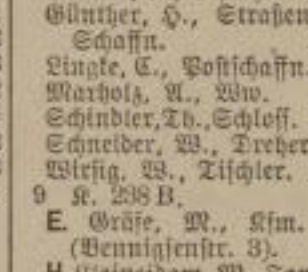 Günther, H., Straßen
Schaffn.
Lingke, C., Postschaffn.
Marholz, A., Ww.
Schindler, Th., Schloss.
Schneider, W., Dreher
Wirsig, W., Tischler.
9 K. 238 B.
E. Gräfe, M., Kfm.
(Bennigsenstr. 3).